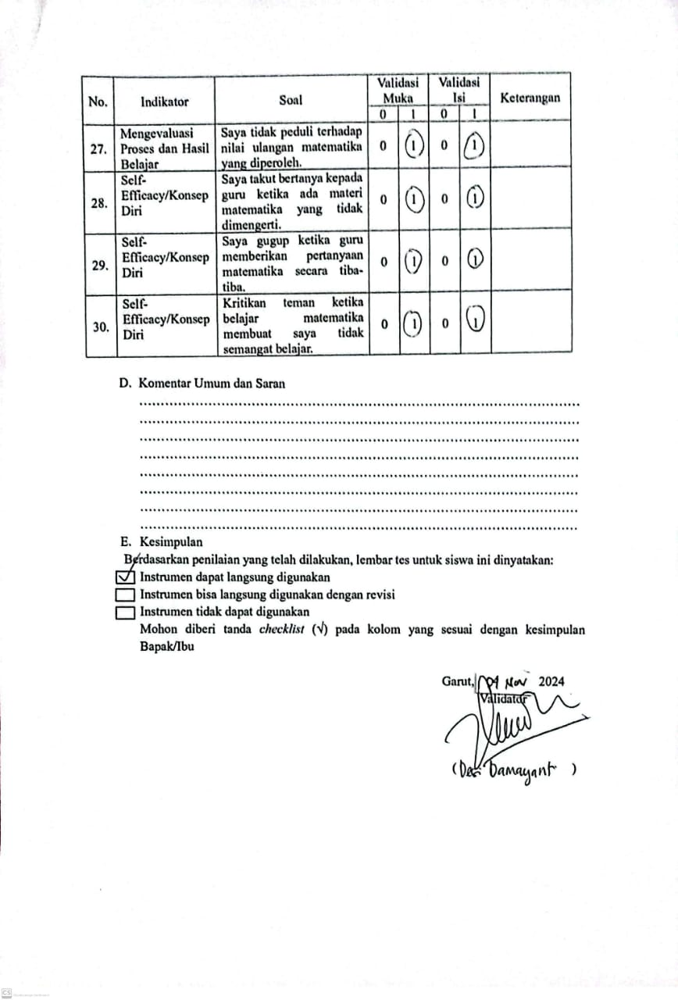 No. Indikator Soal Validasi Muka Validasi Isi Keterangan
0 1 0 1
27. Mengevaluasi Proses dan Hasil Belajar Saya tidak peduli terhadap nilai ulangan matematika yang diperoleh. 0 1 0 1
28. Self-Efficacy/Konsep Diri Saya takut bertanya kepada guru ketika ada materi matematika yang tidak dimengerti. 0 1 0 1
29. Self-Efficacy/Konsep Diri Saya gugup ketika guru memberikan pertanyaan matematika secara tiba-tiba. 0 1 0 1
30. Self-Efficacy/Konsep Diri Kritikan teman ketika belajar matematika membuat saya tidak semangat belajar. 0 1 0 1
D. Komentar Umum dan Saran
E. Kesimpulan
Berdasarkan penilaian yang telah dilakukan, lembar tes untuk siswa ini dinyatakan:
Instrumen dapat langsung digunakan
Instrumen bisa langsung digunakan dengan revisi
Instrumen tidak dapat digunakan
Mohon diberi tanda checklist (√) pada kolom yang sesuai dengan kesimpulan
Bapak/Ibu
Garut, Nov 2024
Validator
Damayant
CS